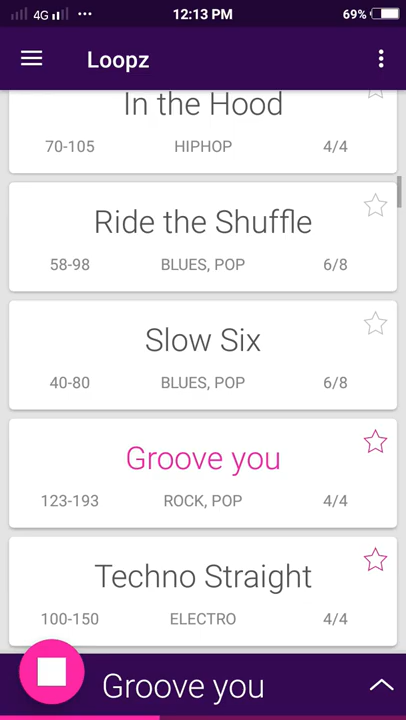 4G 12:13 PM 69%
Loopz
In the Hood
70-105 HIPHOP 4/4
Ride the Shuffle
58-98 BLUES, POP 6/8
Slow Six
40-80 BLUES, POP 6/8
Groove you
123-193 ROCK, POP 4/4
Techno Straight
100-150 ELECTRO 4/4
Groove you